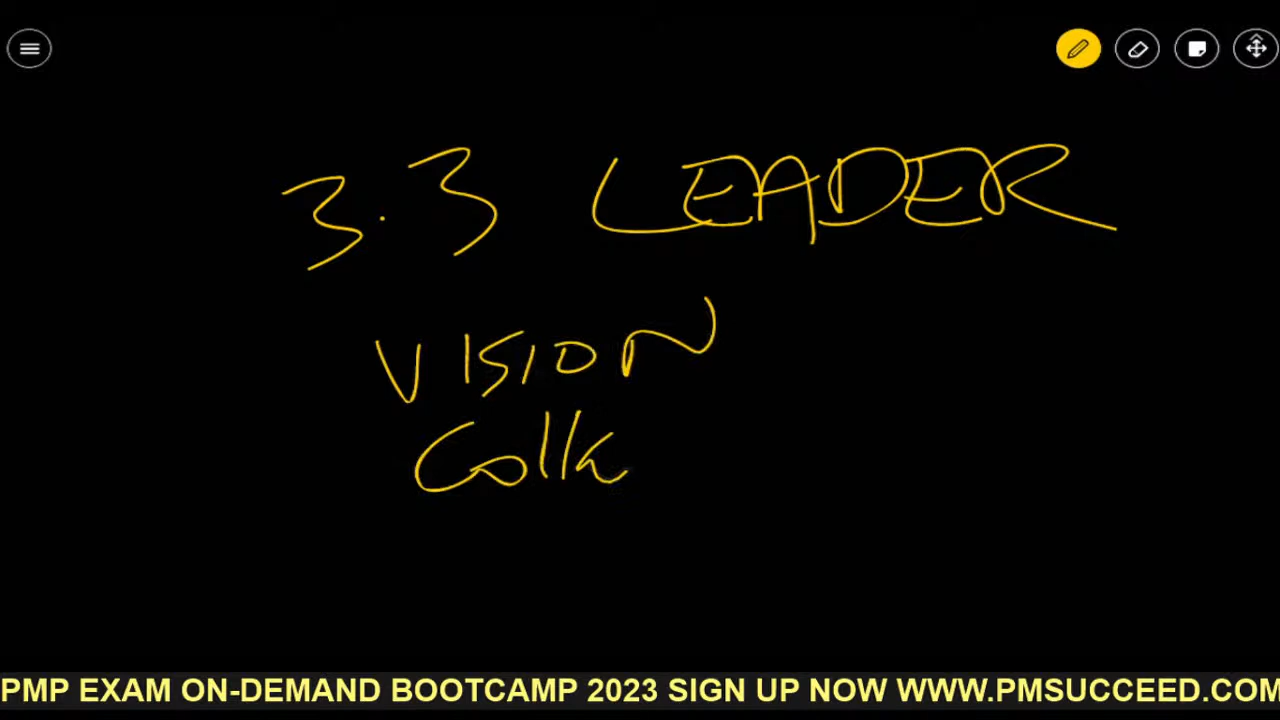 3.3 LEADER
VISION
Colla
PMP EXAM ON-DEMAND BOOTCAMP 2023 SIGN UP NOW WWW.PMSUCCEED.COM